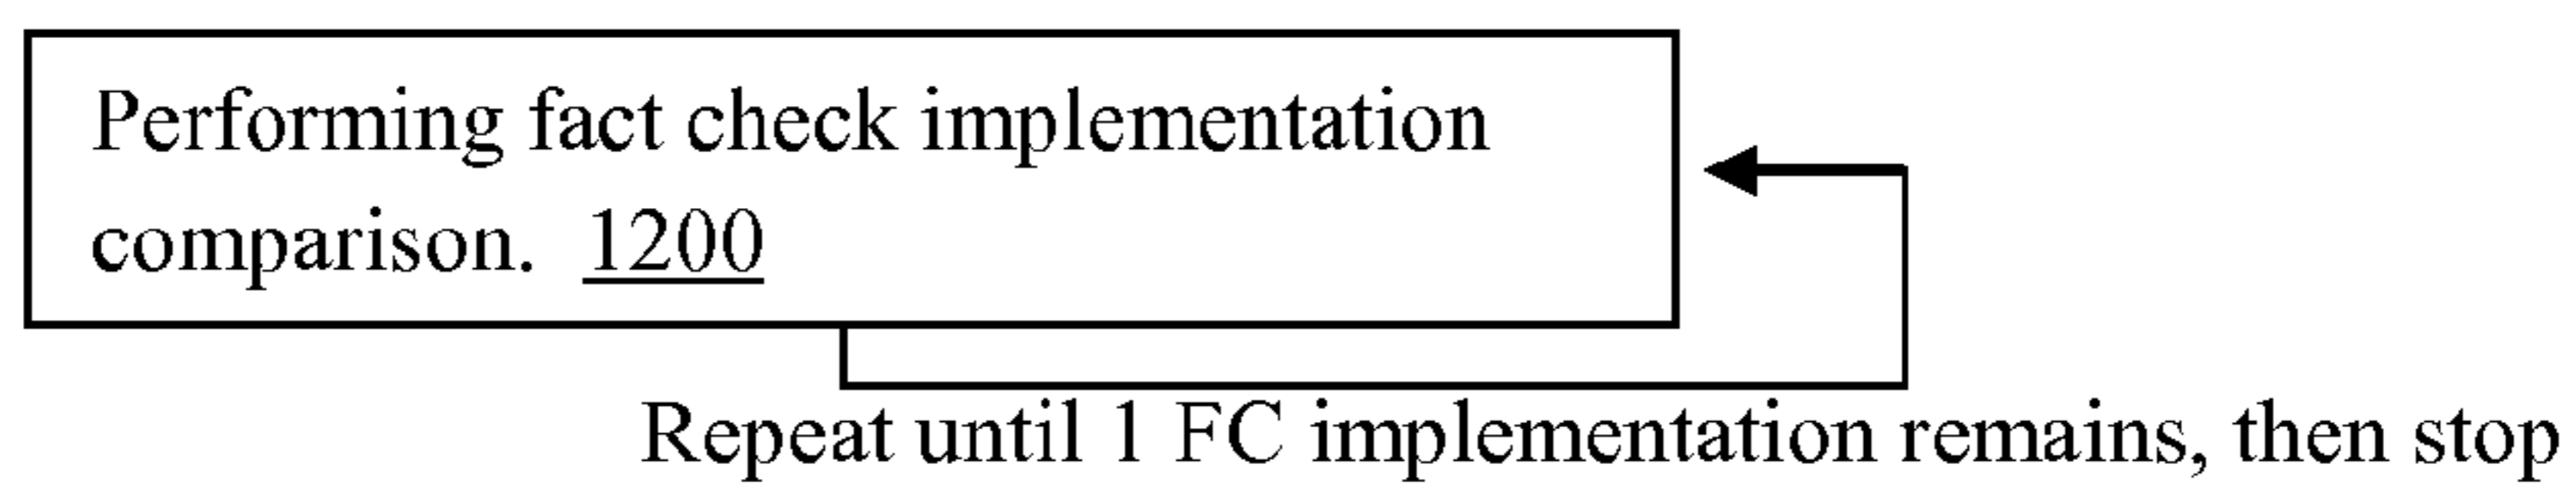 Performing fact check implementation
comparison. 1200
Repeat until 1 FC implementation remains, then stop